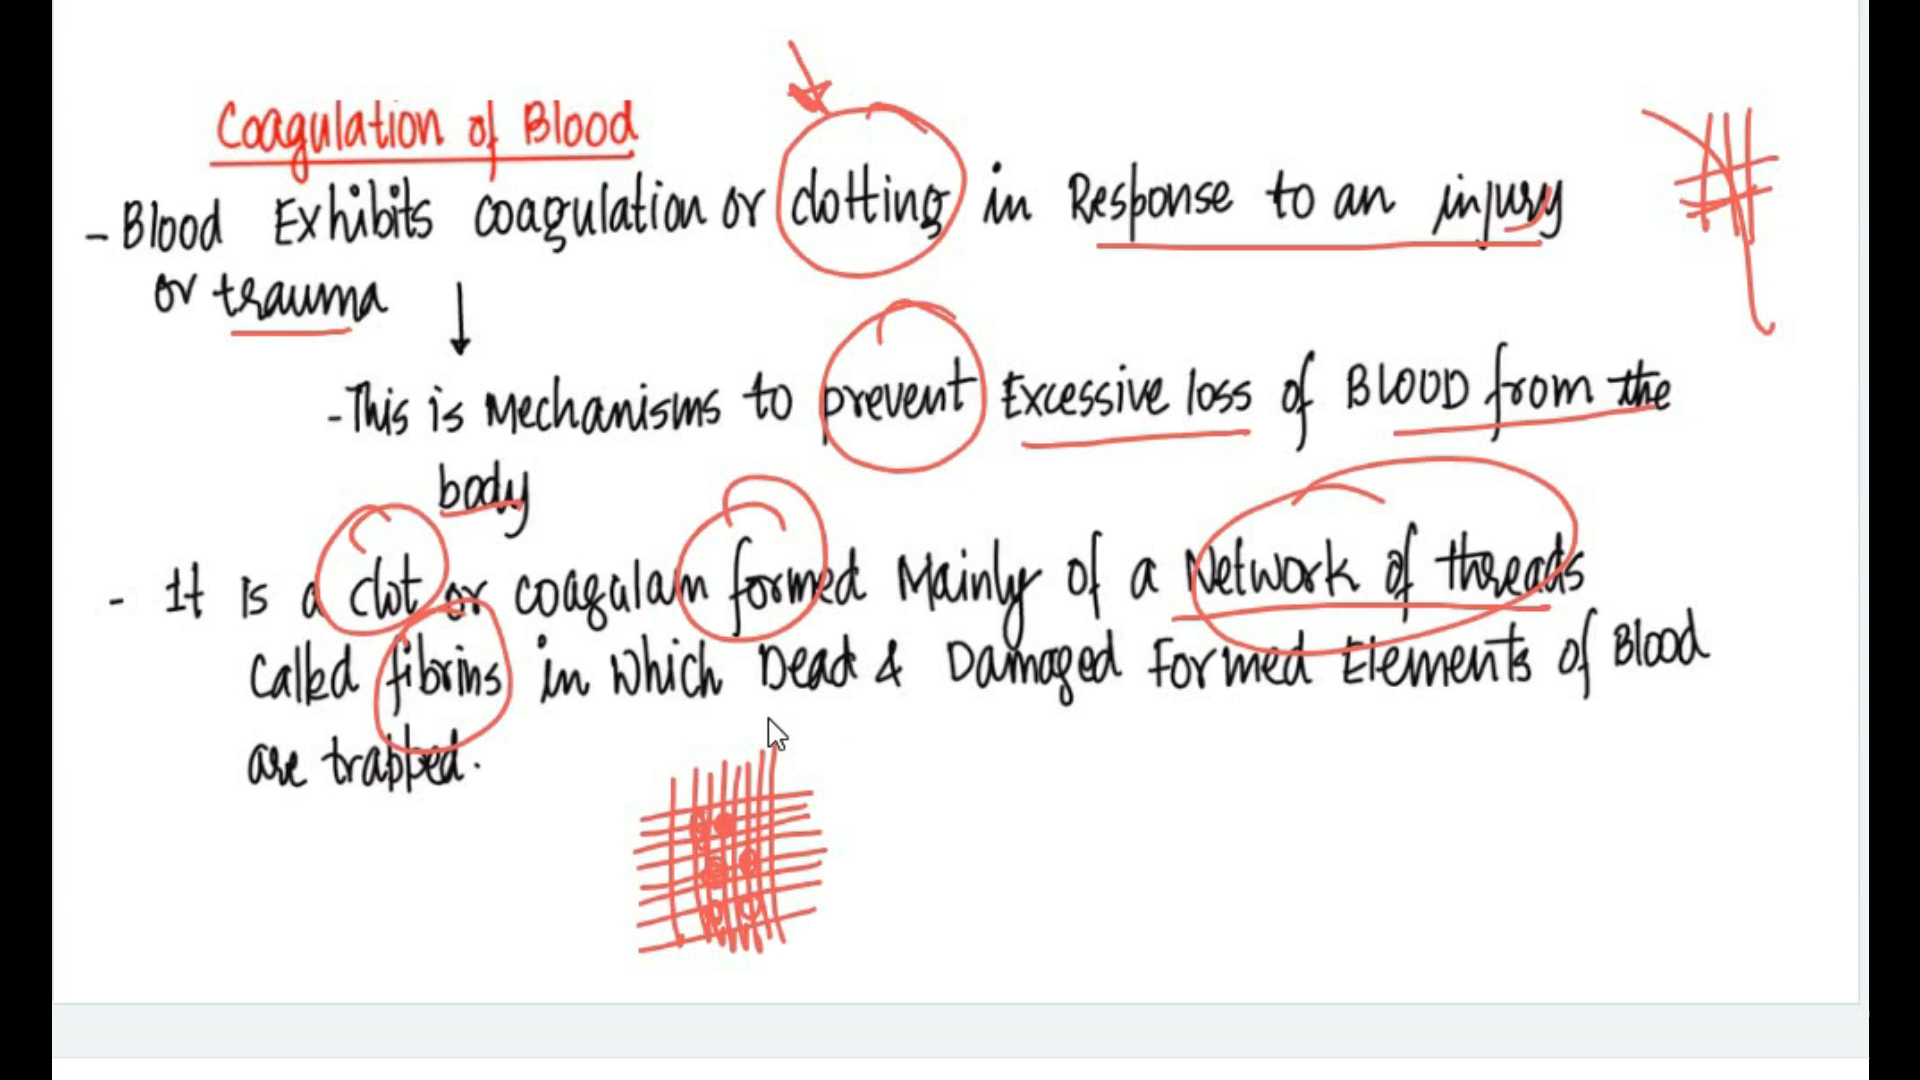 Coagulation of Blood
- Blood Exhibits coagulation or clotting in Response to an injury
or trauma
- This is Mechanisms to prevent Excessive loss of BLOOD from the
body
- It is a clot or coagulam formed Mainly of a Network of threads
Called fibrins in which Dead & Damaged Formed Elements of Blood
are trapped.